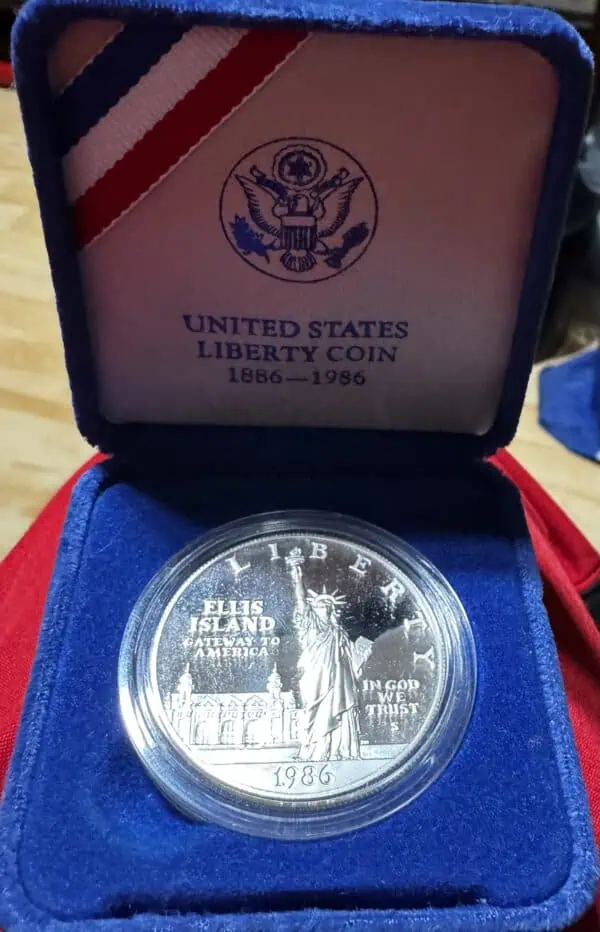 UNITED STATES
LIBERTY COIN
1886—1986
LIBERTY
ELLIS
ISLAND
GATEWAY TO
AMERICA
IN GOD
WE
TRUST
S
1986